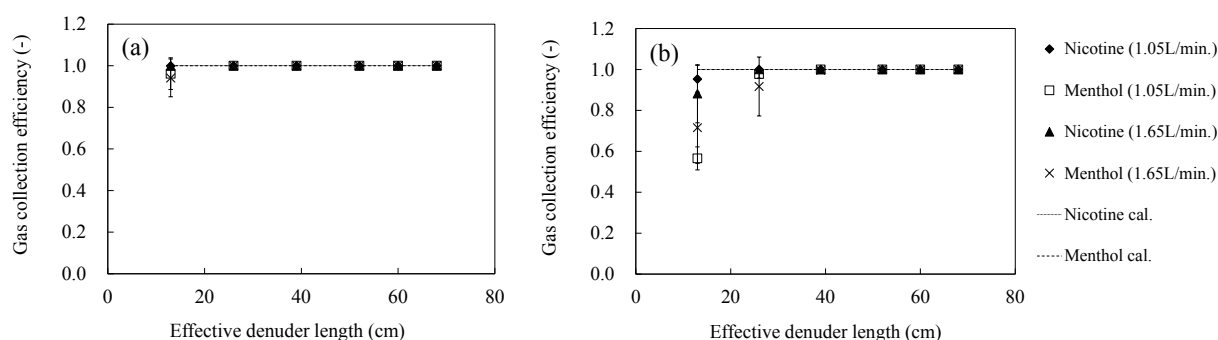 Gas collection efficiency (-)
1.2
1.0
0.8
0.6
0.4
0.2
0.0
(a)
0
20
40
60
80
Effective denuder length (cm)
Gas collection efficiency (-)
1.2
1.0
0.8
0.6
0.4
0.2
0.0
(b)
0
20
40
60
80
Effective denuder length (cm)
Nicotine (1.05L/min.)
Menthol (1.05L/min.)
Nicotine (1.65L/min.)
Menthol (1.65L/min.)
Nicotine cal.
Menthol cal.